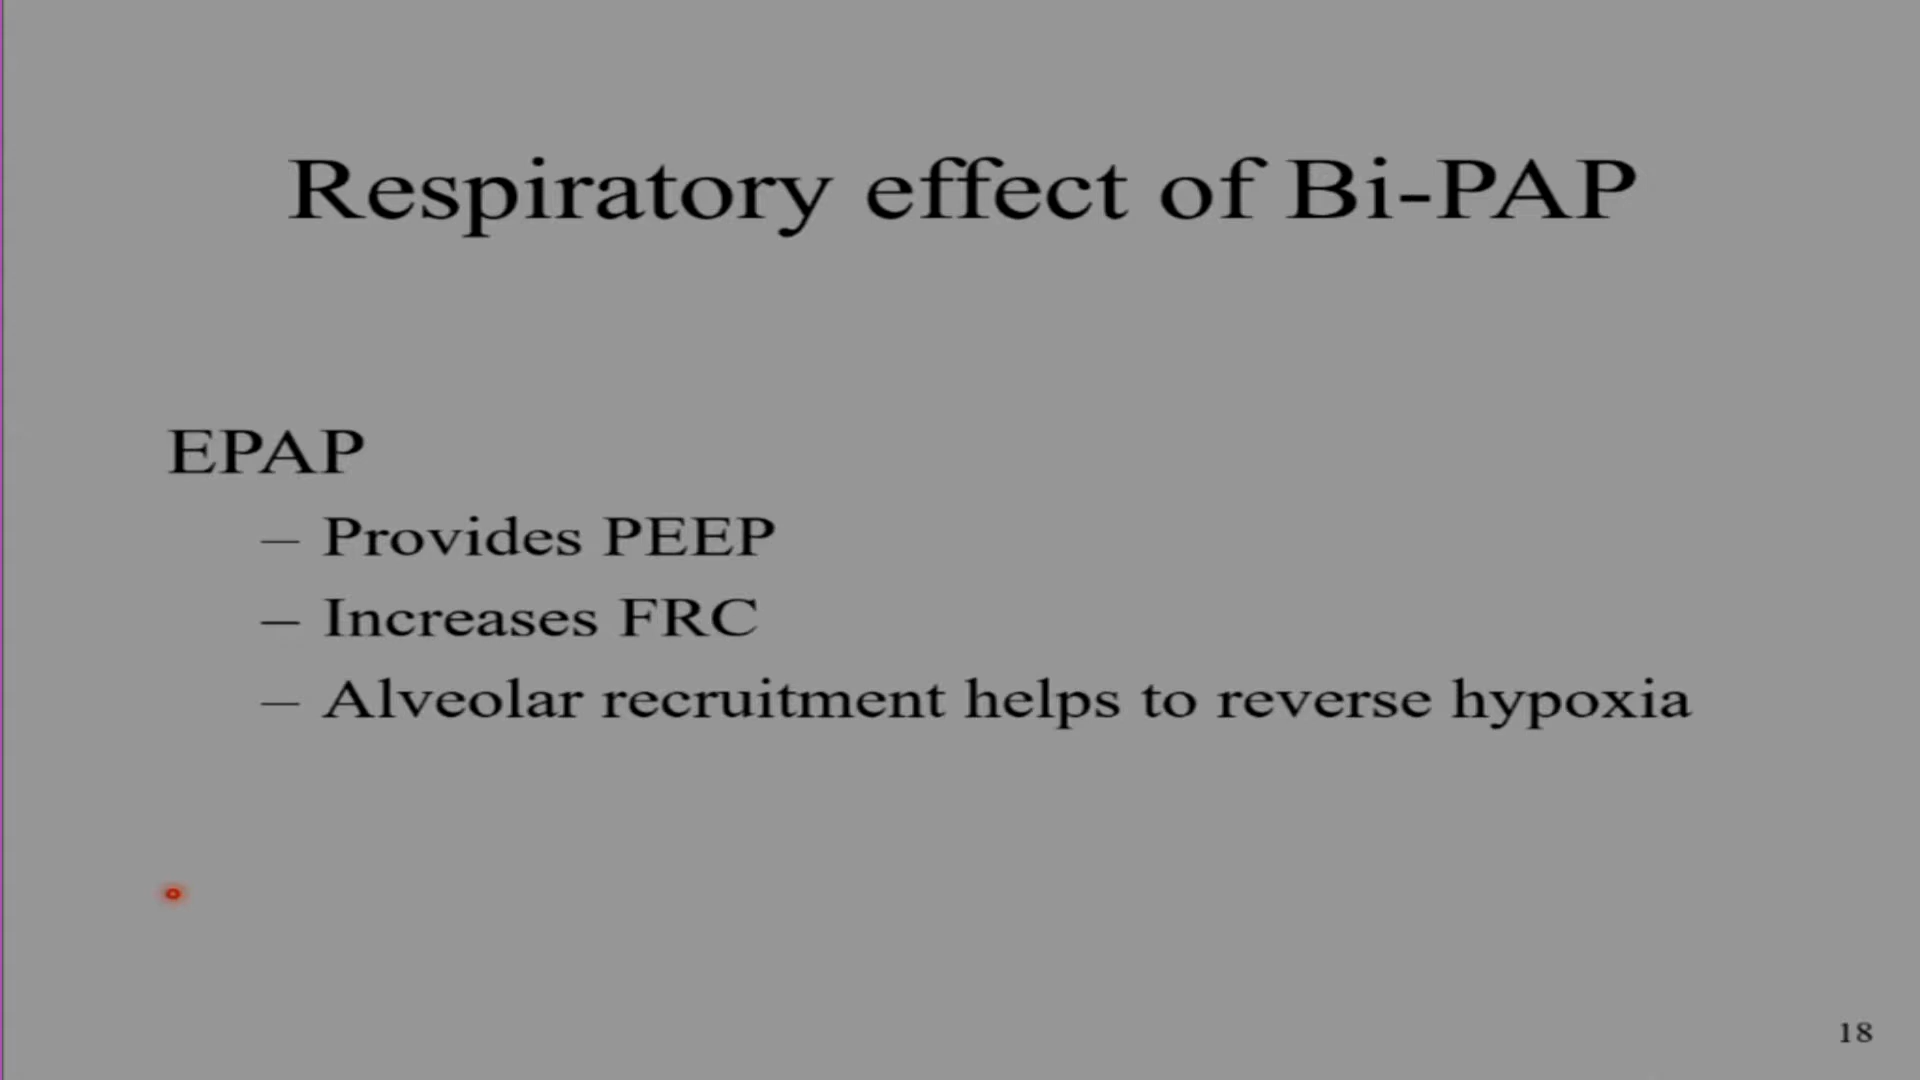 Respiratory effect of Bi-PAP
EPAP
– Provides PEEP
– Increases FRC
– Alveolar recruitment helps to reverse hypoxia
18